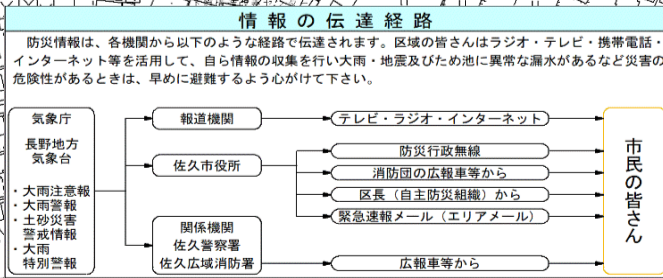 情報の伝達経路
防災情報は、各機関から以下のような経路で伝達されます。区域の皆さんはラジオ・テレビ・携帯電話・
インターネット等を活用して、自ら情報の収集を行い大雨・地震及びため池に異常な漏水があるなど災害の
危険性があるときは、早めに避難するよう心がけて下さい。
気象庁
長野地方
気象台
・大雨注意報
・大雨警報
・土砂災害
警戒情報
・大雨
特別警報
報道機関
佐久市役所
関係機関
佐久警察署
佐久広域消防署
テレビ・ラジオ・インターネット
防災行政無線
消防団の広報車等から
区長（自主防災組織）から
緊急速報メール（エリアメール）
広報車等から
市民の皆さん